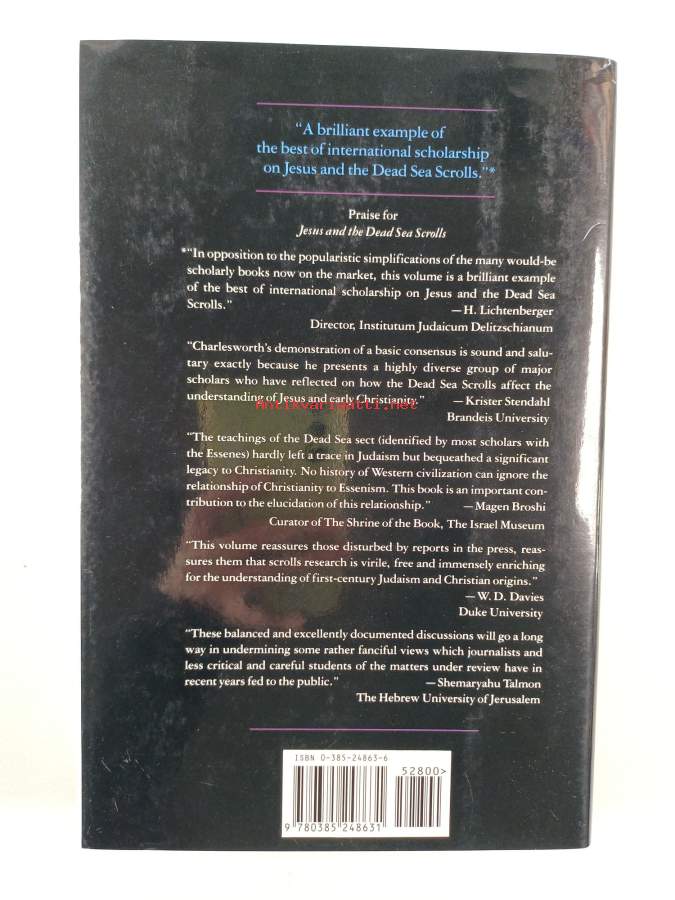 “A brilliant example of
the best of international scholarship
on Jesus and the Dead Sea Scrolls.”*
Praise for
Jesus and the Dead Sea Scrolls
*“In opposition to the popularistic simplifications of the many would-be
scholarly books now on the market, this volume is a brilliant example
of the best of international scholarship on Jesus and the Dead Sea
Scrolls.” —H. Lichtenberger
Director, Institutum Judaicum Delitzschianum
“Charlesworth’s demonstration of a basic consensus is sound and salu-
tary exactly because he presents a highly diverse group of major
scholars who have reflected on how the Dead Sea Scrolls affect the
understanding of Jesus and early Christianity.” —Krister Stendahl
Antikvariaatti.net
Brandeis University
“The teachings of the Dead Sea sect (identified by most scholars with
the Essenes) hardly left a trace in Judaism but bequeathed a significant
legacy to Christianity. No history of Western civilization can ignore the
relationship of Christianity to Essenism. This book is an important con-
tribution to the elucidation of this relationship.” —Magen Broshi
Curator of The Shrine of the Book, The Israel Museum
“This volume reassures those disturbed by reports in the press, reas-
sures them that scrolls research is virile, free and immensely enriching
for the understanding of first-century Judaism and Christian origins.”
—W. D. Davies
Duke University
“These balanced and excellently documented discussions will go a long
way in undermining some rather fanciful views which journalists and
less critical and careful students of the matters under review have in
recent years fed to the public.” —Shemaryahu Talmon
The Hebrew University of Jerusalem
ISBN 0-385-24863-6
52800>
9 780385 248631